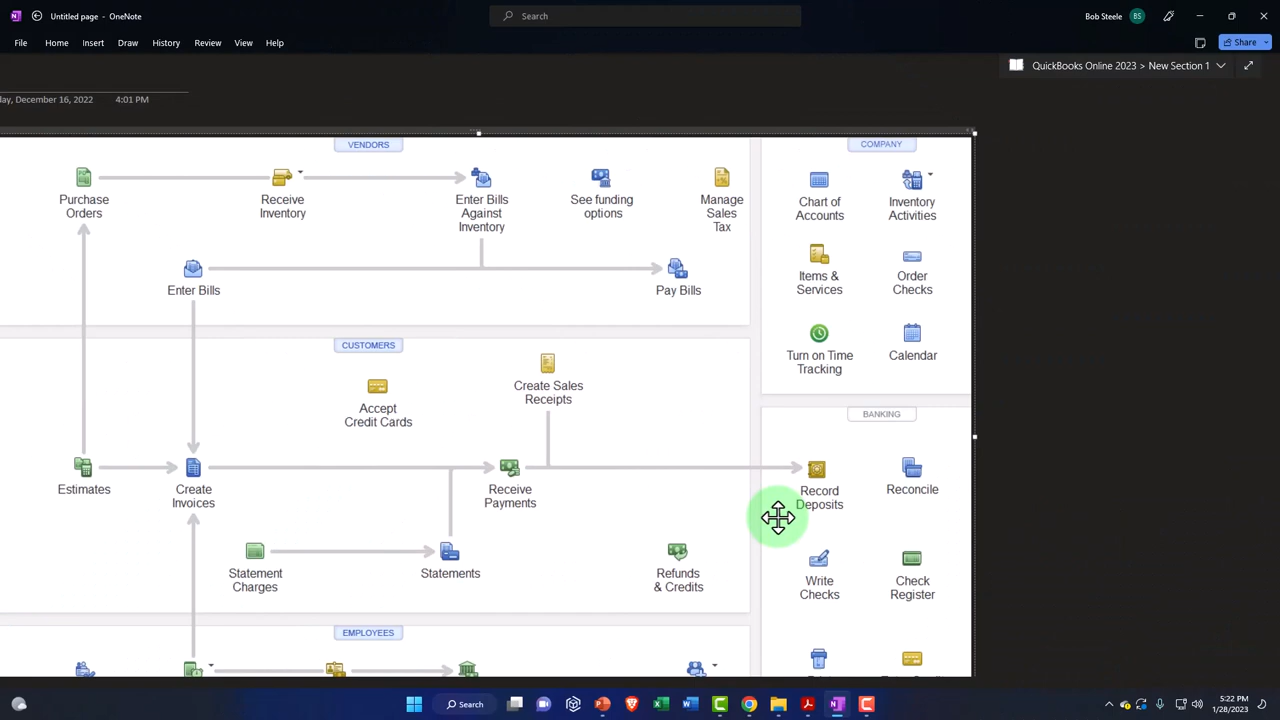 Untitled page - OneNote
Search
Bob Steele
BS
File
Home
Insert
Draw
History
Review
View
Help
Share
QuickBooks Online 2023 > New Section 1
day, December 16, 2022
4:01 PM
VENDORS
Purchase
Orders
Receive
Inventory
Enter Bills
Against
Inventory
See funding
options
Manage
Sales
Tax
Enter Bills
Pay Bills
COMPANY
Chart of
Accounts
Inventory
Activities
Items &
Services
Order
Checks
Turn on Time
Tracking
Calendar
CUSTOMERS
Accept
Credit Cards
Create Sales
Receipts
Estimates
Create
Invoices
Receive
Payments
Statement
Charges
Statements
Refunds
& Credits
BANKING
Record
Deposits
Reconcile
Write
Checks
Check
Register
EMPLOYEES
Search
5:22 PM
1/28/2023